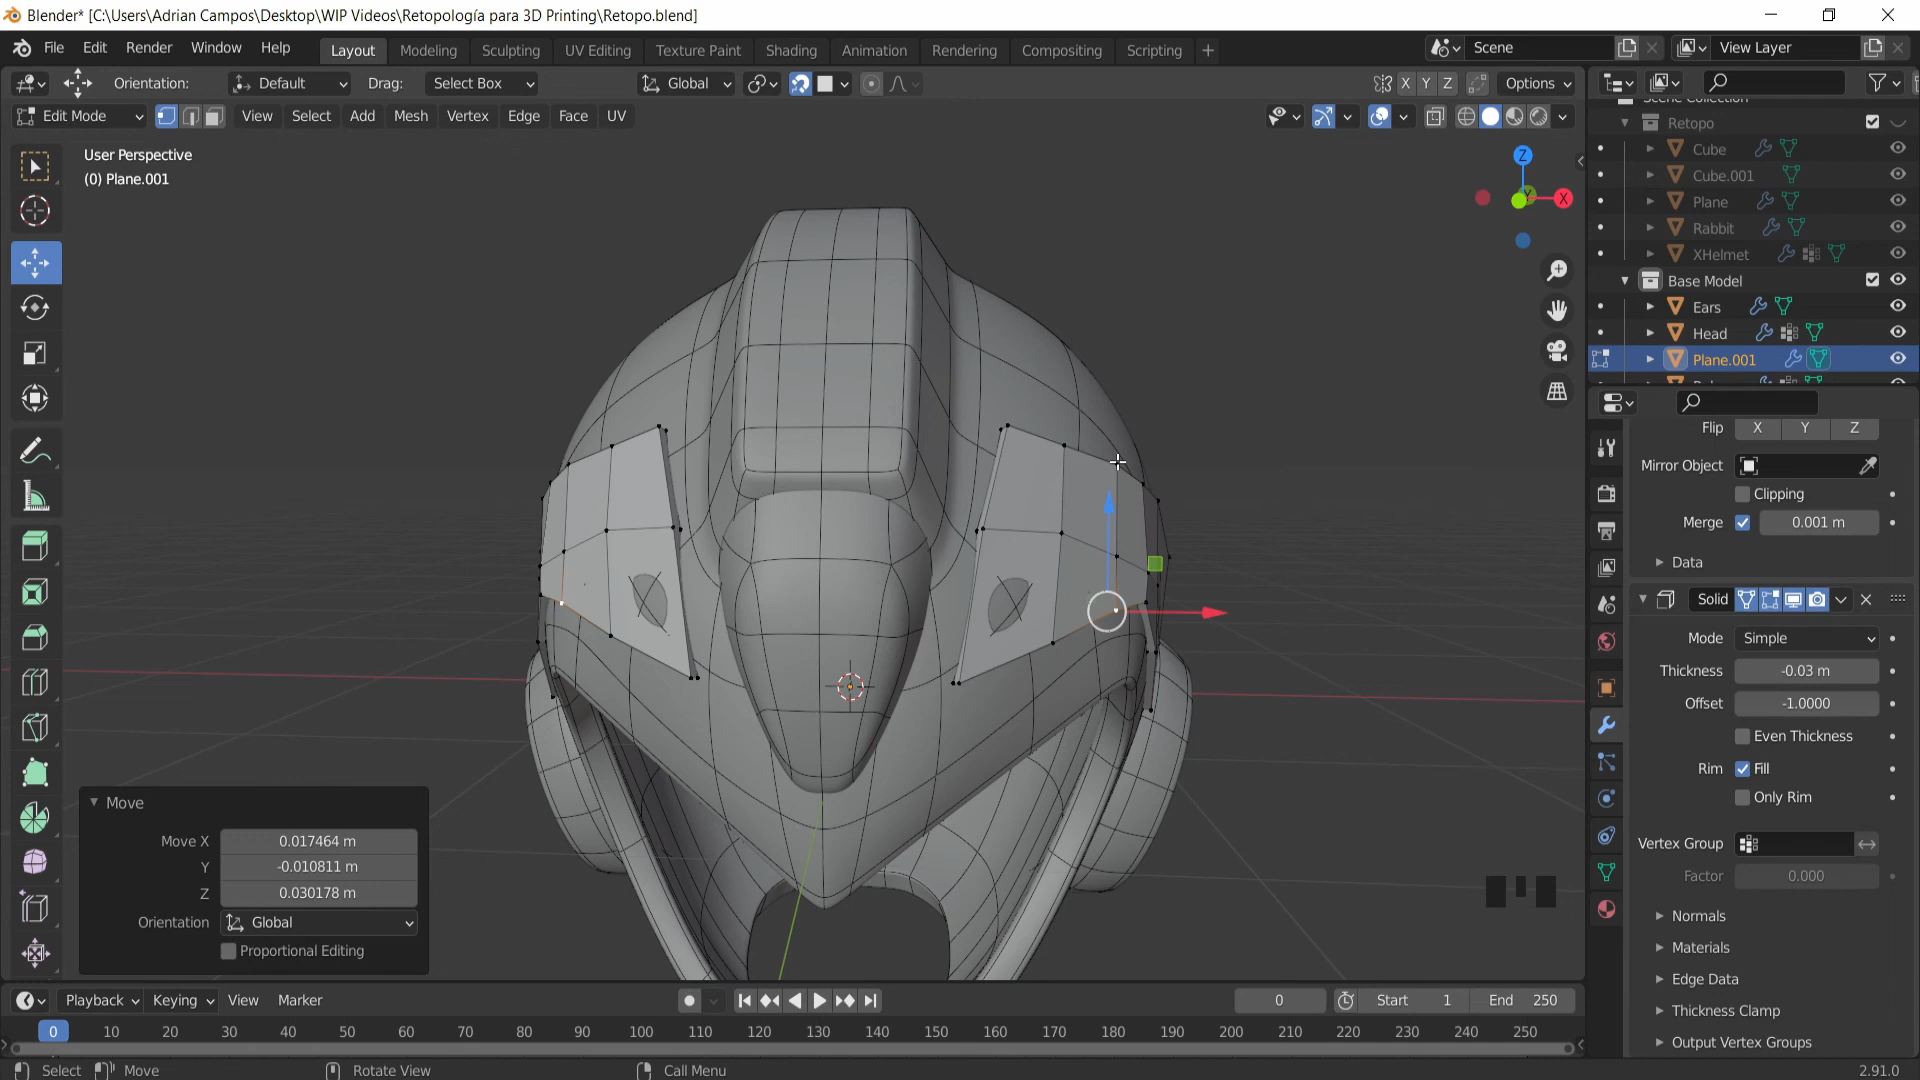 Blender* [C:\Users\Adrian Campos\Desktop\WIP Videos\Retopología para 3D Printing\Retopo.blend]
File Edit Render Window Help Layout Modeling Sculpting UV Editing Texture Paint Shading Animation Rendering Compositing Scripting + Scene View Layer
Orientation: Default Drag: Select Box Global X Y Z Options
Edit Mode View Select Add Mesh Vertex Edge Face UV
User Perspective
(0) Plane.001
Z
X
Scene Collection
Retopo
Cube
Cube.001
Plane
Rabbit
XHelmet
Base Model
Ears
Head
Plane.001
Flip X Y Z
Mirror Object
Clipping
Merge 0.001 m
Data
Solid
Mode Simple
Thickness -0.03 m
Offset -1.0000
Even Thickness
Rim Fill
Only Rim
Vertex Group
Factor 0.000
Normals
Materials
Edge Data
Thickness Clamp
Output Vertex Groups
Move
Move X 0.017464 m
Y -0.010811 m
Z 0.030178 m
Orientation Global
Proportional Editing
Playback Keying View Marker 0 Start 1 End 250
0 10 20 30 40 50 60 70 80 90 100 110 120 130 140 150 160 170 180 190 200 210 220 230 240 250
Select Move Rotate View Call Menu 2.91.0